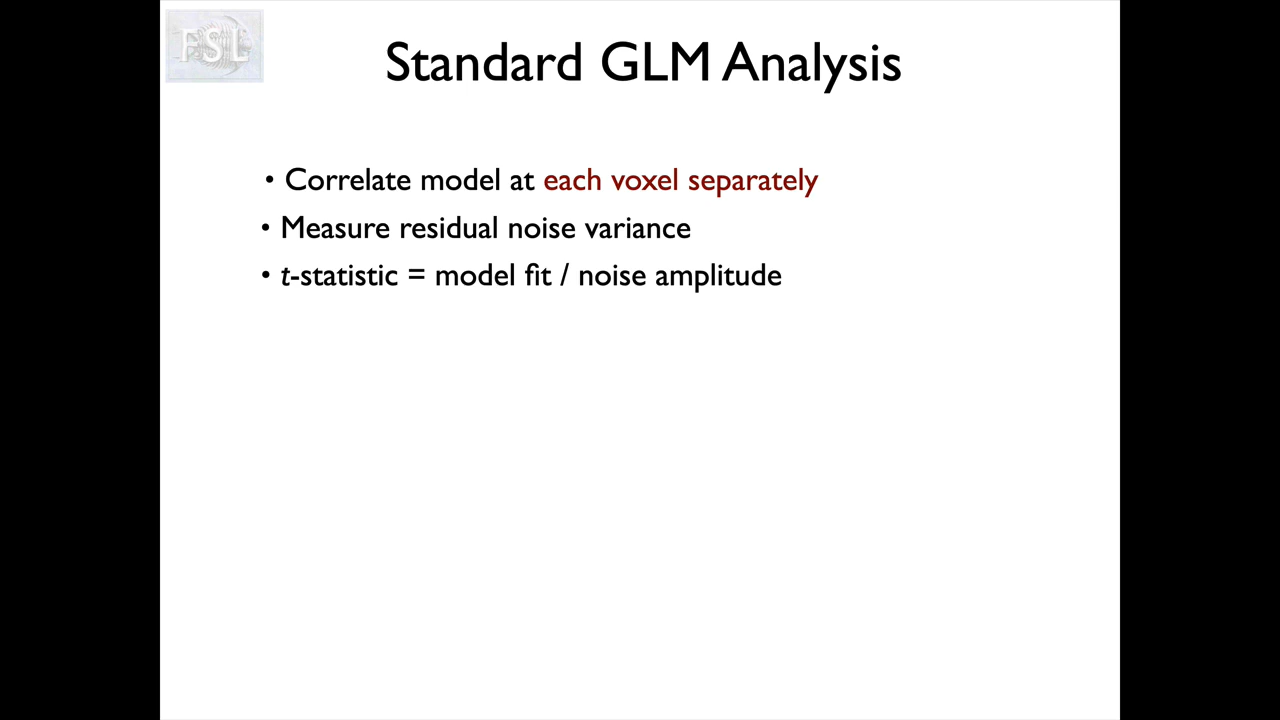 FSL
Standard GLM Analysis
• Correlate model at each voxel separately
• Measure residual noise variance
• t-statistic = model fit / noise amplitude